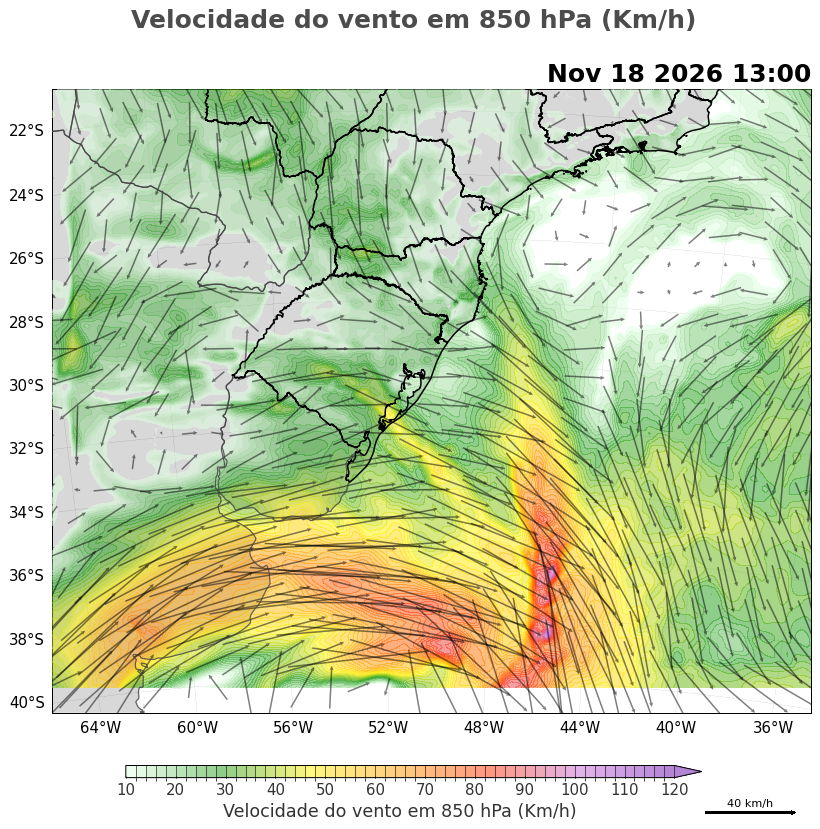 Velocidade do vento em 850 hPa (Km/h)
Nov 18 2026 13:00
22°S
24°S
26°S
28°S
30°S
32°S
34°S
36°S
38°S
40°S
64°W 60°W 56°W 52°W 48°W 44°W 40°W 36°W
10 20 30 40 50 60 70 80 90 100 110 120
Velocidade do vento em 850 hPa (Km/h)
40 km/h